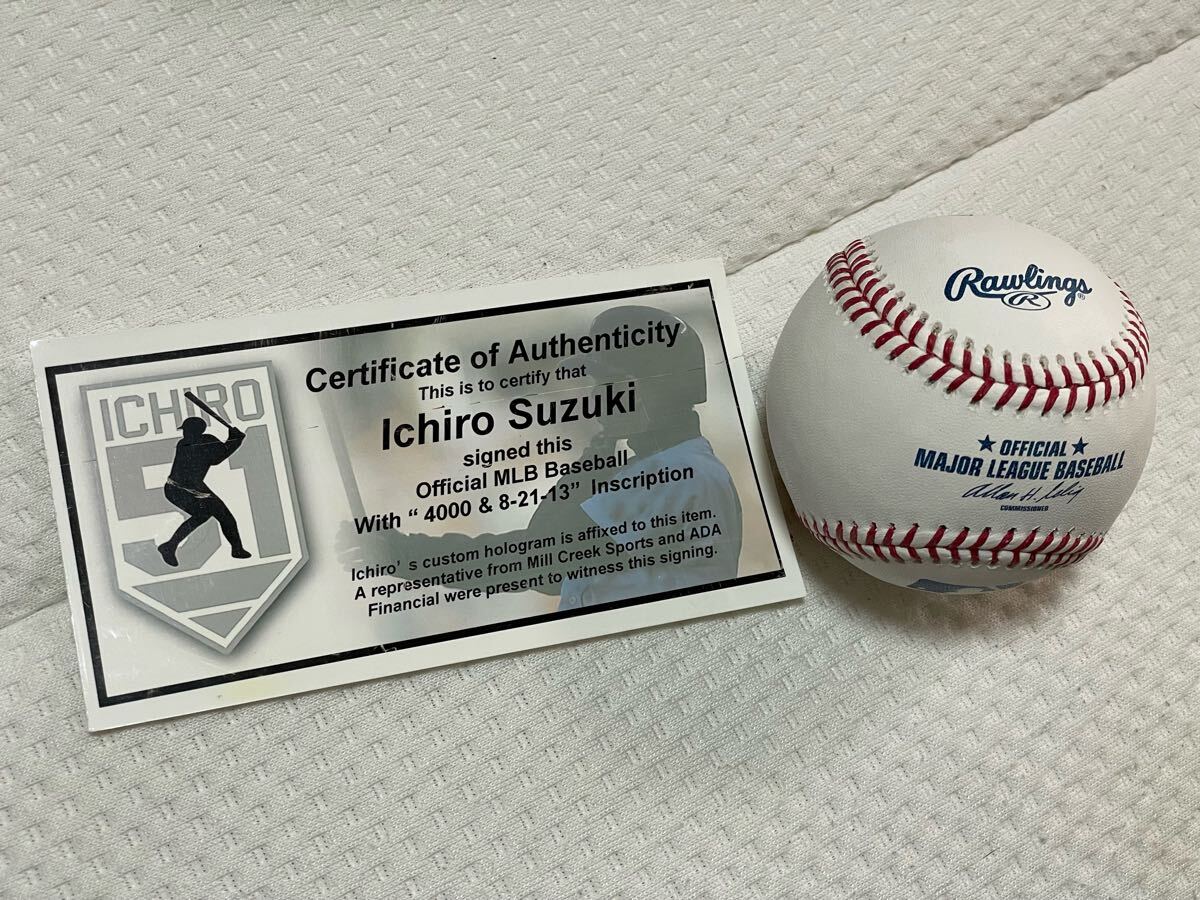 ICHIRO
51
Certificate of Authenticity
This is to certify that
Ichiro Suzuki
signed this
Official MLB Baseball
With “ 4000 & 8-21-13” Inscription
Ichiro’ s custom hologram is affixed to this item.
A representative from Mill Creek Sports and ADA
Financial were present to witness this signing.
Rawlings
R
★ OFFICIAL ★
MAJOR LEAGUE BASEBALL
Allan H. Selig
COMMISSIONER